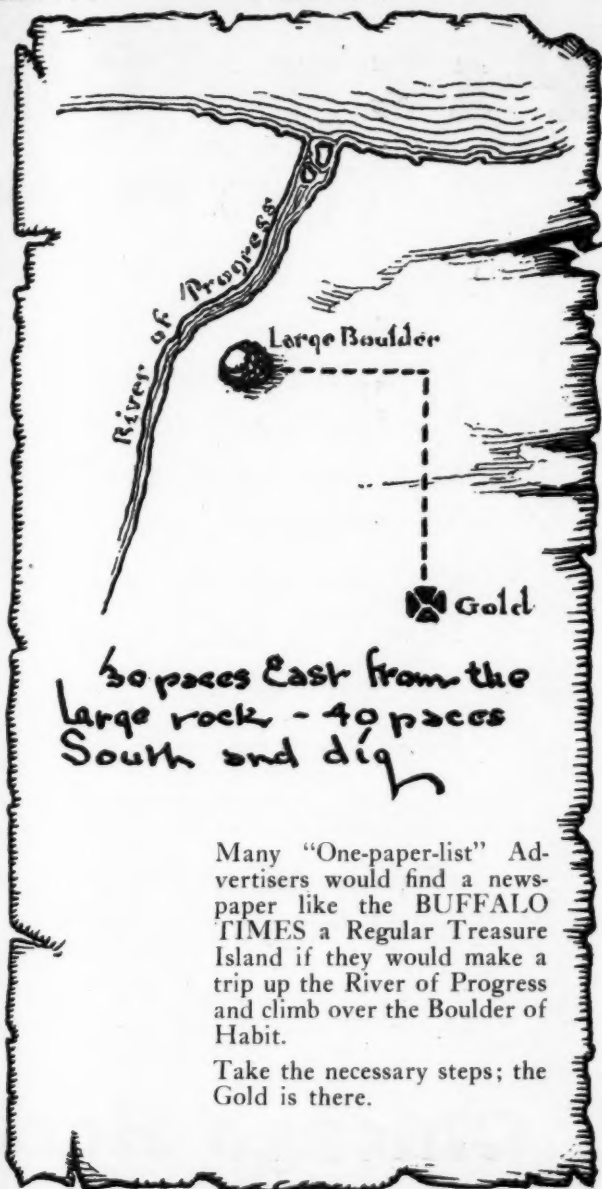 River of Progress
Large Boulder
Gold
30 paces East from the
Large rock - 40 paces
South and dig
Many "One-paper-list" Ad-
vertisers would find a news-
paper like the BUFFALO
TIMES a Regular Treasure
Island if they would make a
trip up the River of Progress
and climb over the Boulder of
Habit.
Take the necessary steps; the
Gold is there.